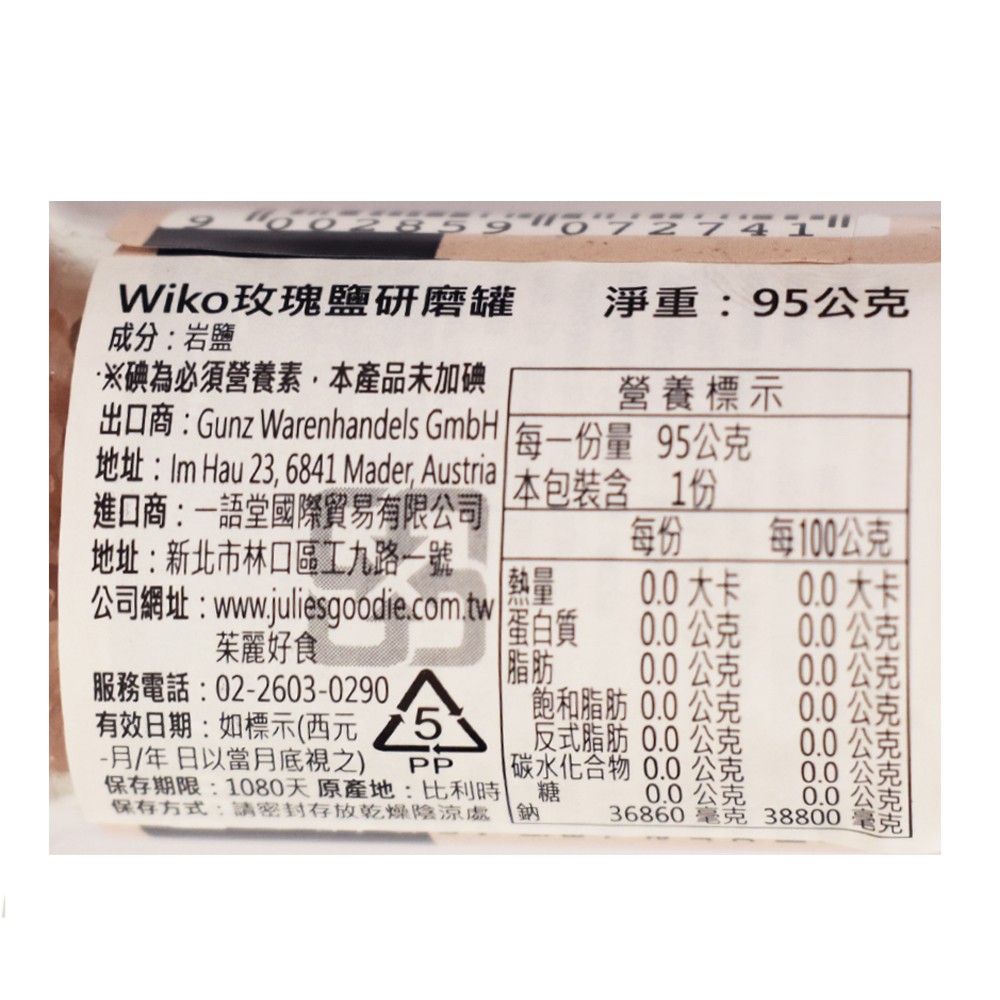 9 002859 072741
Wiko玫瑰鹽研磨罐 淨重：95公克
成分：岩鹽
※碘為必須營養素，本產品未加碘
出口商：Gunz Warenhandels GmbH
地址：Im Hau 23, 6841 Mader, Austria
進口商：一語堂國際貿易有限公司
地址：新北市林口區工九路一號
公司網址：www.juliesgoodie.com.tw
茱麗好食
服務電話：02-2603-0290
有效日期：如標示(西元
-月/年 日以當月底視之)
保存期限：1080天 原產地：比利時
保存方式：請密封存放乾燥陰涼處
5
PP
營養標示
每一份量 95公克
本包裝含 1份
每份 每100公克
熱量 0.0 大卡 0.0 大卡
蛋白質 0.0 公克 0.0 公克
脂肪 0.0 公克 0.0 公克
飽和脂肪 0.0 公克 0.0 公克
反式脂肪 0.0 公克 0.0 公克
碳水化合物 0.0 公克 0.0 公克
糖 0.0 公克 0.0 公克
鈉 36860 毫克 38800 毫克